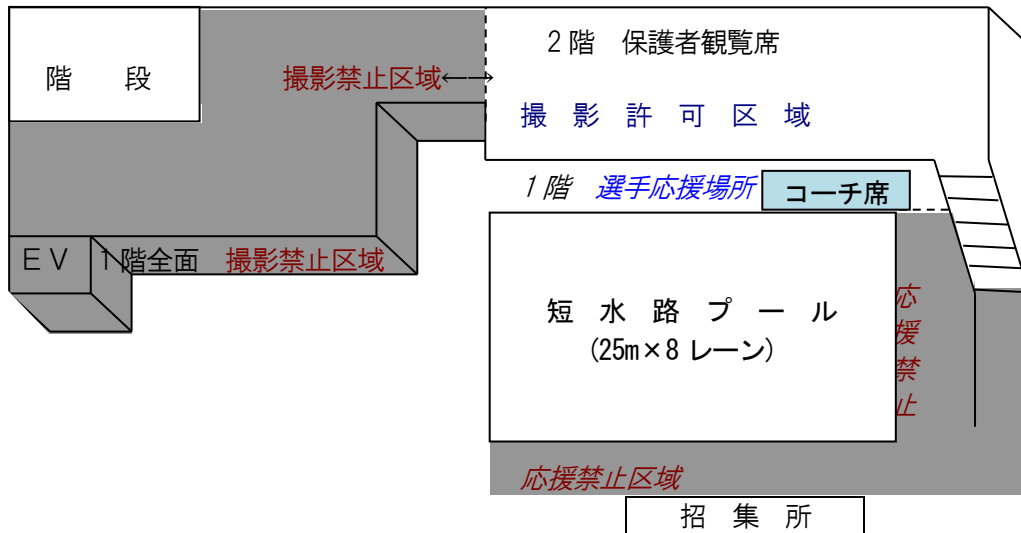 2階 保護者観覧席
階 段
撮影禁止区域←→
撮 影 許 可 区 域
1階 選手応援場所
コーチ席
EV
1階全面 撮影禁止区域
短 水 路 プ ー ル
(25m×8レーン)
応援禁止
応援禁止区域
招 集 所